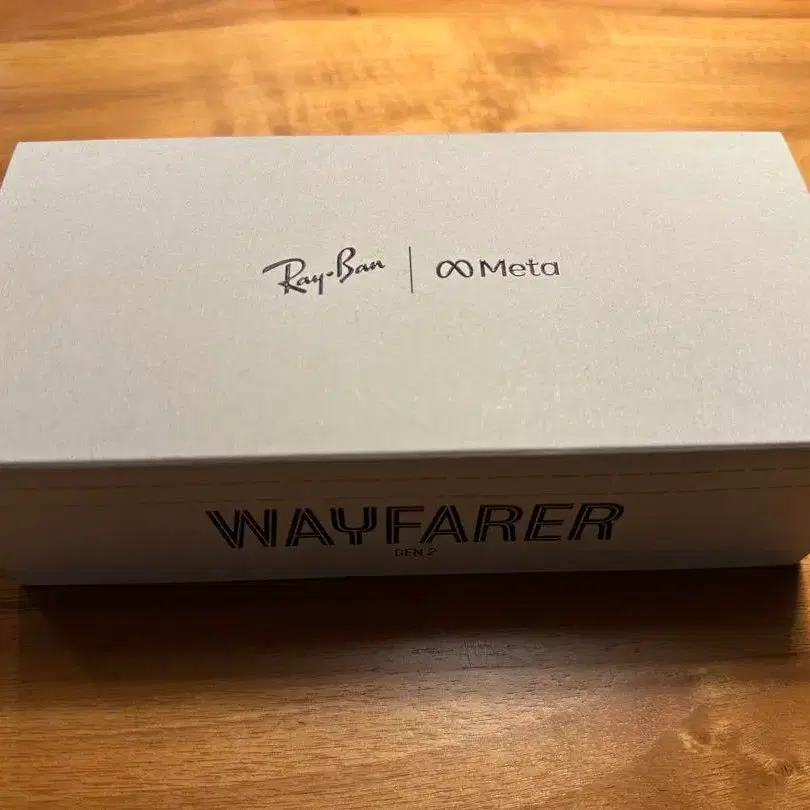 Ray-Ban | ∞ Meta
WAYFARER
GEN 2